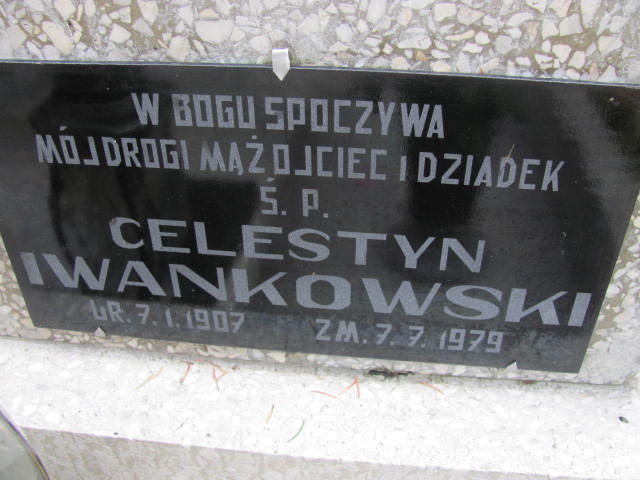 W BOGU SPOCZYWA
MÓJ DROGI MĄŻ OJCIEC I DZIADEK
Ś. P.
CELESTYN
IWANKOWSKI
UR. 7. 1. 1907 ZM. 7. 7. 1979